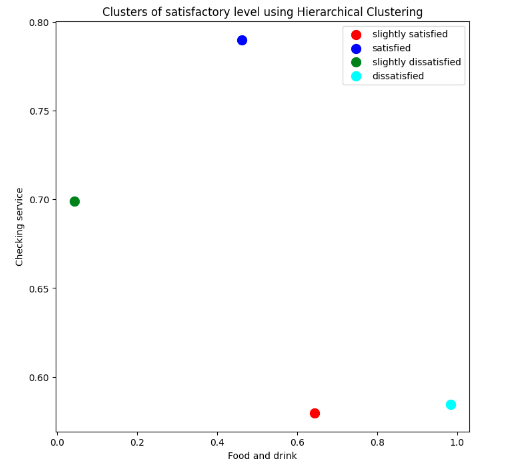 Clusters of satisfactory level using Hierarchical Clustering
0.80
0.75
0.70
0.65
0.60
Checking service
slightly satisfied
satisfied
slightly dissatisfied
dissatisfied
0.0 0.2 0.4 0.6 0.8 1.0
Food and drink